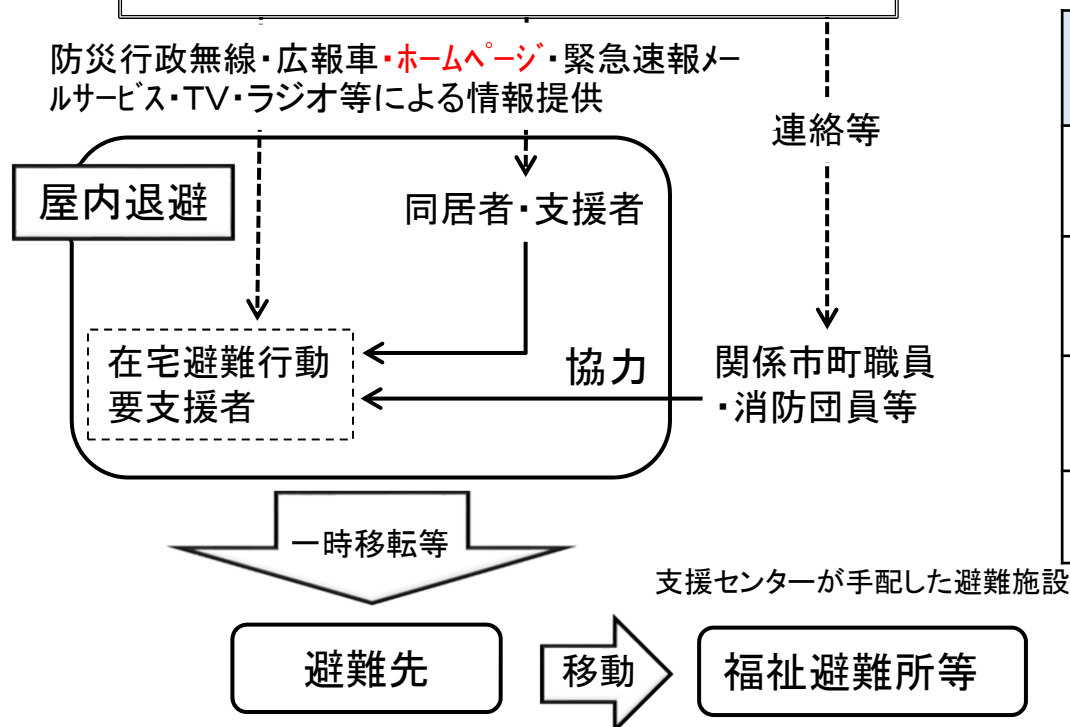 防災行政無線・広報車・ホームページ・緊急速報メー
ルサービス・TV・ラジオ等による情報提供
連絡等
屋内退避
同居者・支援者
在宅避難行動
要支援者
協力
関係市町職員
・消防団員等
一時移転等
支援センターが手配した避難施設
避難先
移動
福祉避難所等